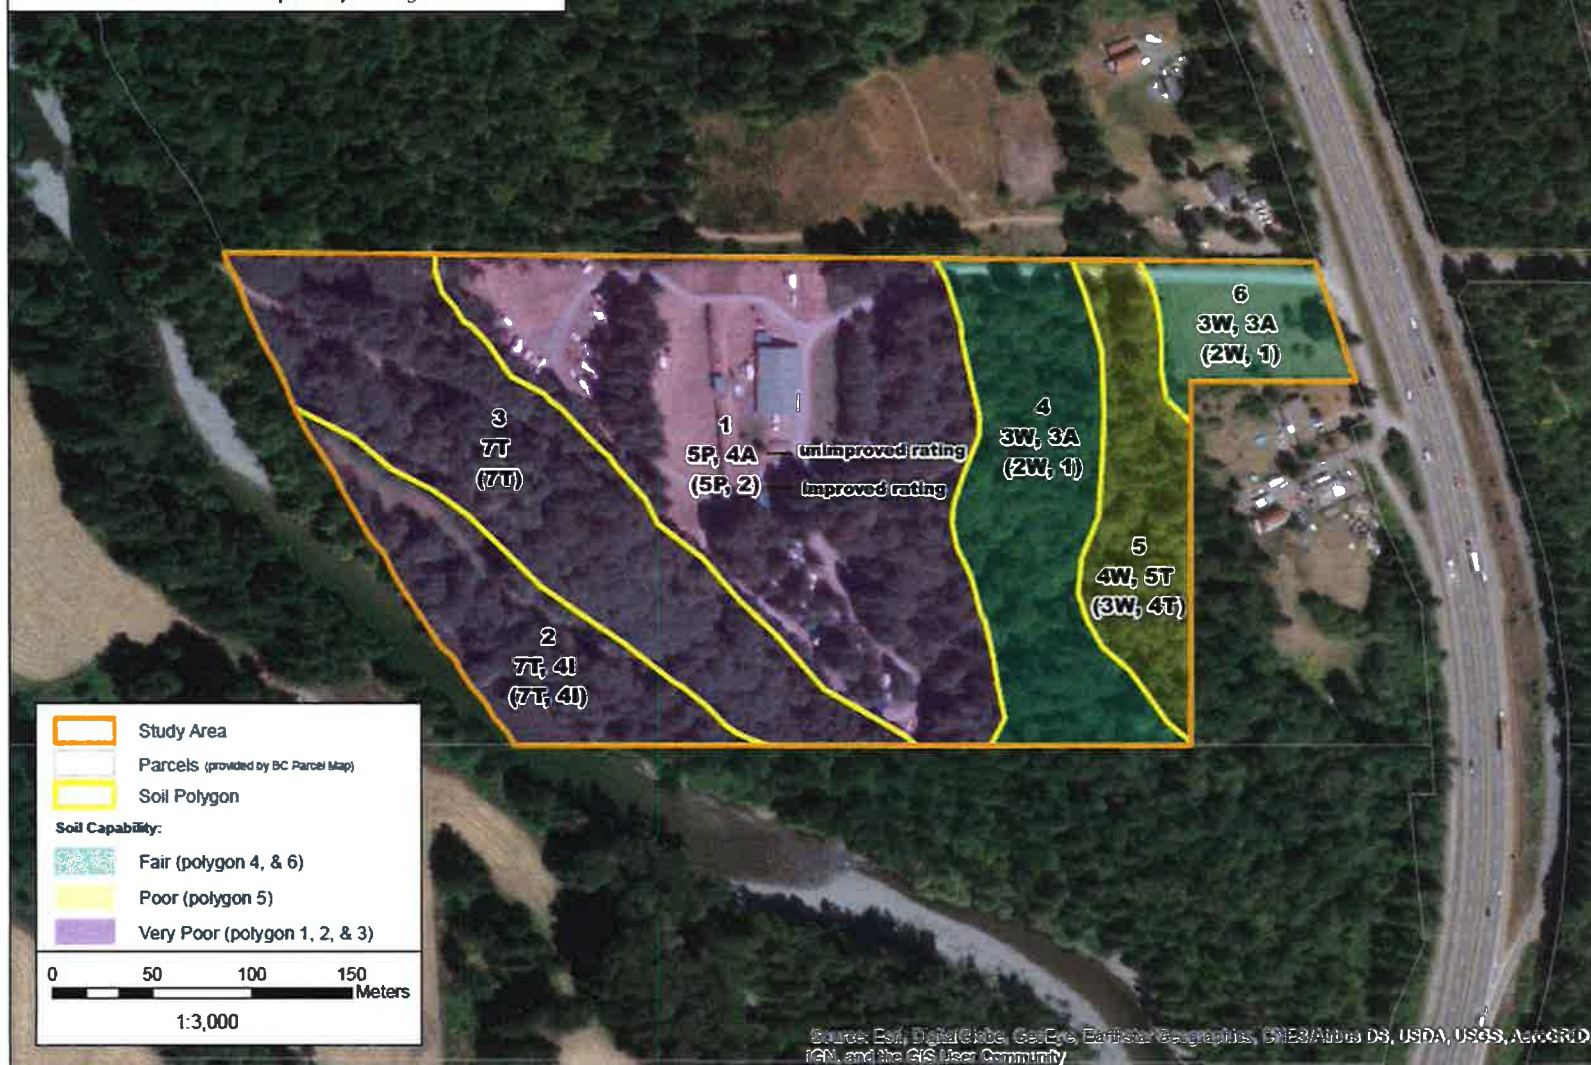 6
3W, 3A
(2W, 1)
3
7T
(7T)
1
5P, 4A
unimproved rating
(5P, 2)
improved rating
4
3W, 3A
(2W, 1)
5
4W, 5T
(3W, 4T)
2
7T, 4I
(7T, 4I)
Study Area
Parcels (provided by BC Parcel Map)
Soil Polygon
Soil Capability:
Fair (polygon 4, & 6)
Poor (polygon 5)
Very Poor (polygon 1, 2, & 3)
0 50 100 150
Meters
1:3,000
Source: Esri, DigitalGlobe, GeoEye, Earthstar Geographics, CNES/Airbus DS, USDA, USGS, AeroGRID,
IGN, and the GIS User Community